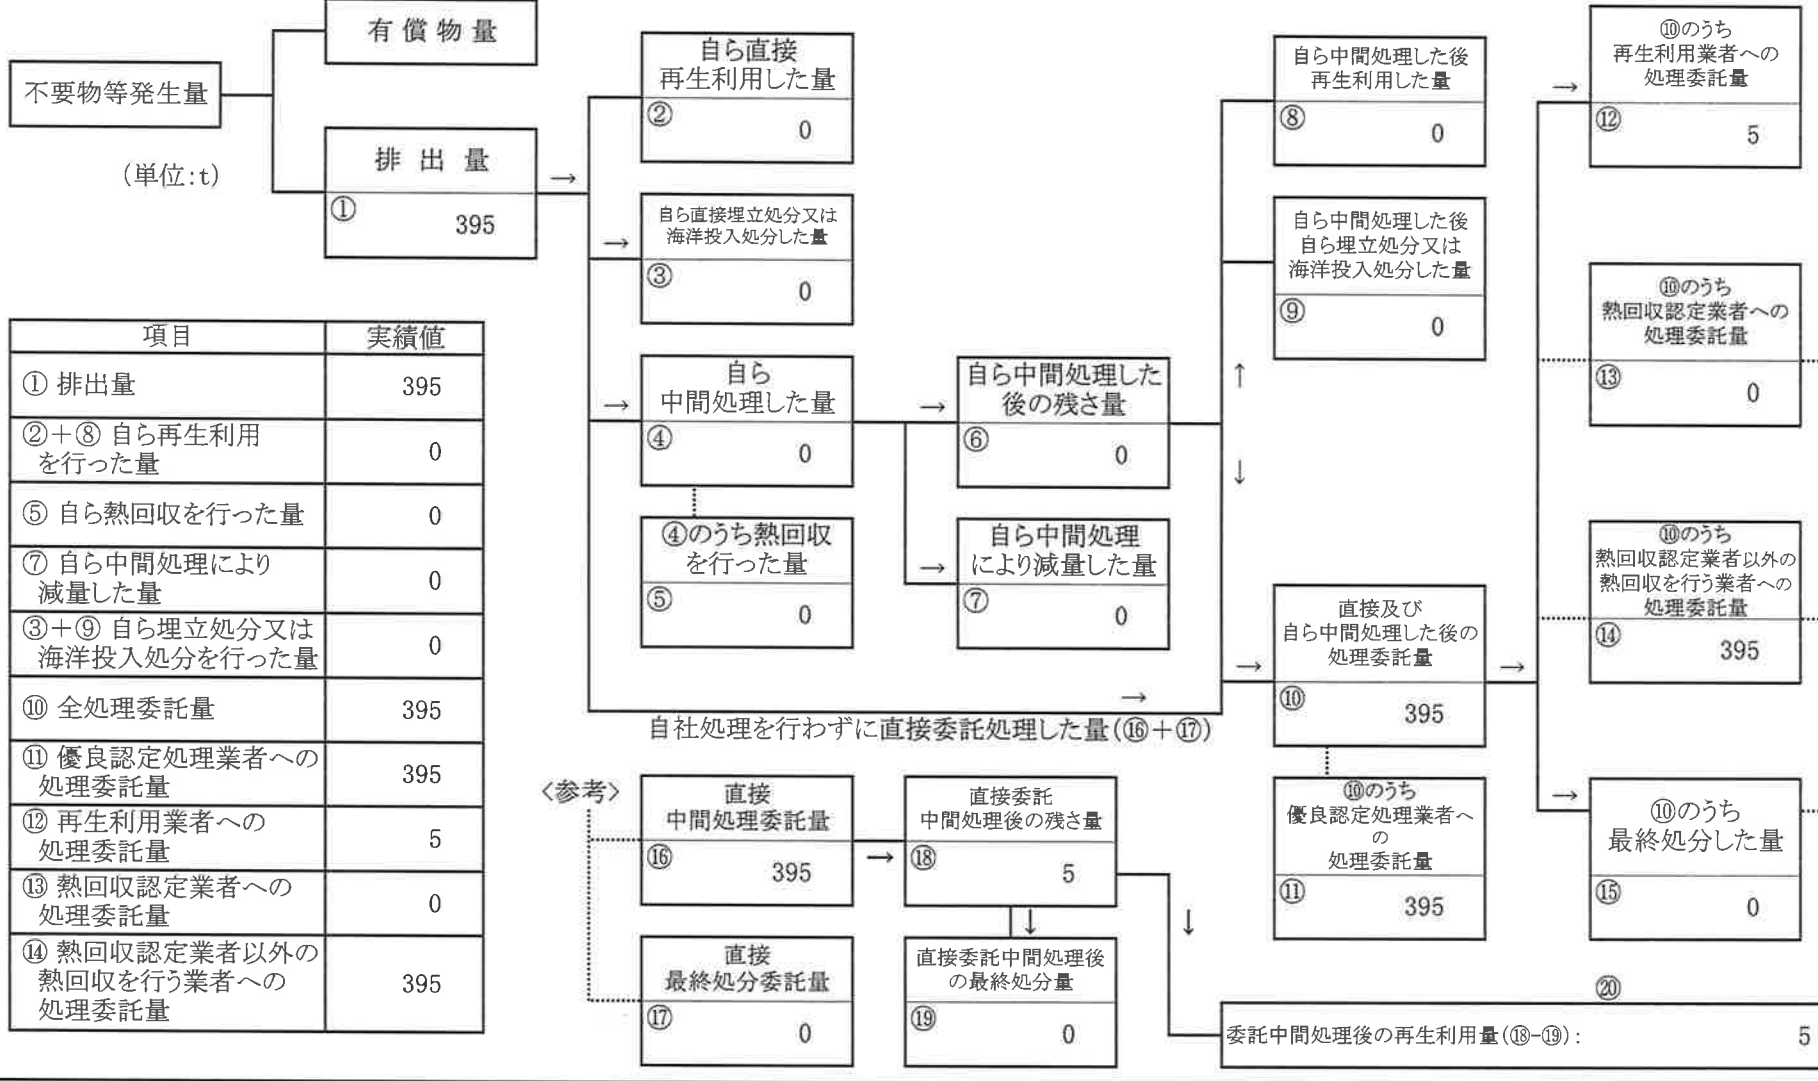 有 償 物 量
不要物等発生量
(単位:t)
排 出 量
①
395
→
自ら直接
再生利用した量
②
0
→
自ら直接埋立処分又は
海洋投入処分した量
③
0
→
自ら
中間処理した量
④
0
④のうち熱回収
を行った量
⑤
0
→
自ら中間処理した
後の残さ量
⑥
0
→
自ら中間処理
により減量した量
⑦
0
↑
↓
自ら中間処理した後
再生利用した量
⑧
0
自ら中間処理した後
自ら埋立処分又は
海洋投入処分した量
⑨
0
→
自社処理を行わずに直接委託処理した量(⑯+⑰)
→
直接及び
自ら中間処理した後の
処理委託量
⑩
395
⑩のうち
優良認定処理業者へ
の
処理委託量
⑪
395
→
→
⑩のうち
再生利用業者への
処理委託量
⑫
5
⑩のうち
熱回収認定業者への
処理委託量
⑬
0
⑩のうち
熱回収認定業者以外の
熱回収を行う業者への
処理委託量
⑭
395
→
⑩のうち
最終処分した量
⑮
0
項目 実績値
① 排出量 395
②+⑧ 自ら再生利用
を行った量 0
⑤ 自ら熱回収を行った量 0
⑦ 自ら中間処理により
減量した量 0
③+⑨ 自ら埋立処分又は
海洋投入処分を行った量 0
⑩ 全処理委託量 395
⑪ 優良認定処理業者への
処理委託量 395
⑫ 再生利用業者への
処理委託量 5
⑬ 熱回収認定業者への
処理委託量 0
⑭ 熱回収認定業者以外の
熱回収を行う業者への
処理委託量 395
〈参考〉
直接
中間処理委託量
⑯
395
→
直接委託
中間処理後の残さ量
⑱
5
↓
↓
直接
最終処分委託量
⑰
0
直接委託中間処理後
の最終処分量
⑲
0
⑳
委託中間処理後の再生利用量(⑱-⑲): 5